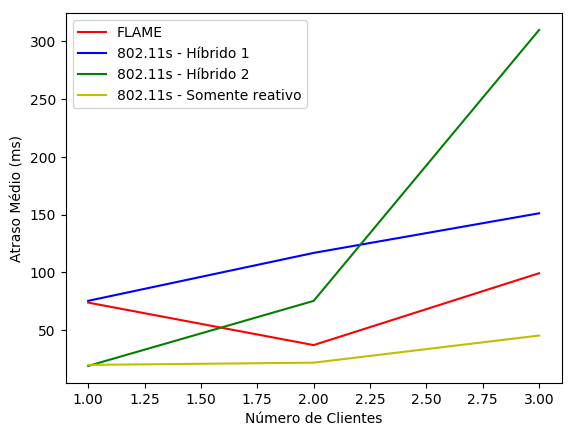 FLAME
802.11s - Híbrido 1
802.11s - Híbrido 2
802.11s - Somente reativo
300
250
200
150
100
50
Atraso Médio (ms)
1.00 1.25 1.50 1.75 2.00 2.25 2.50 2.75 3.00
Número de Clientes